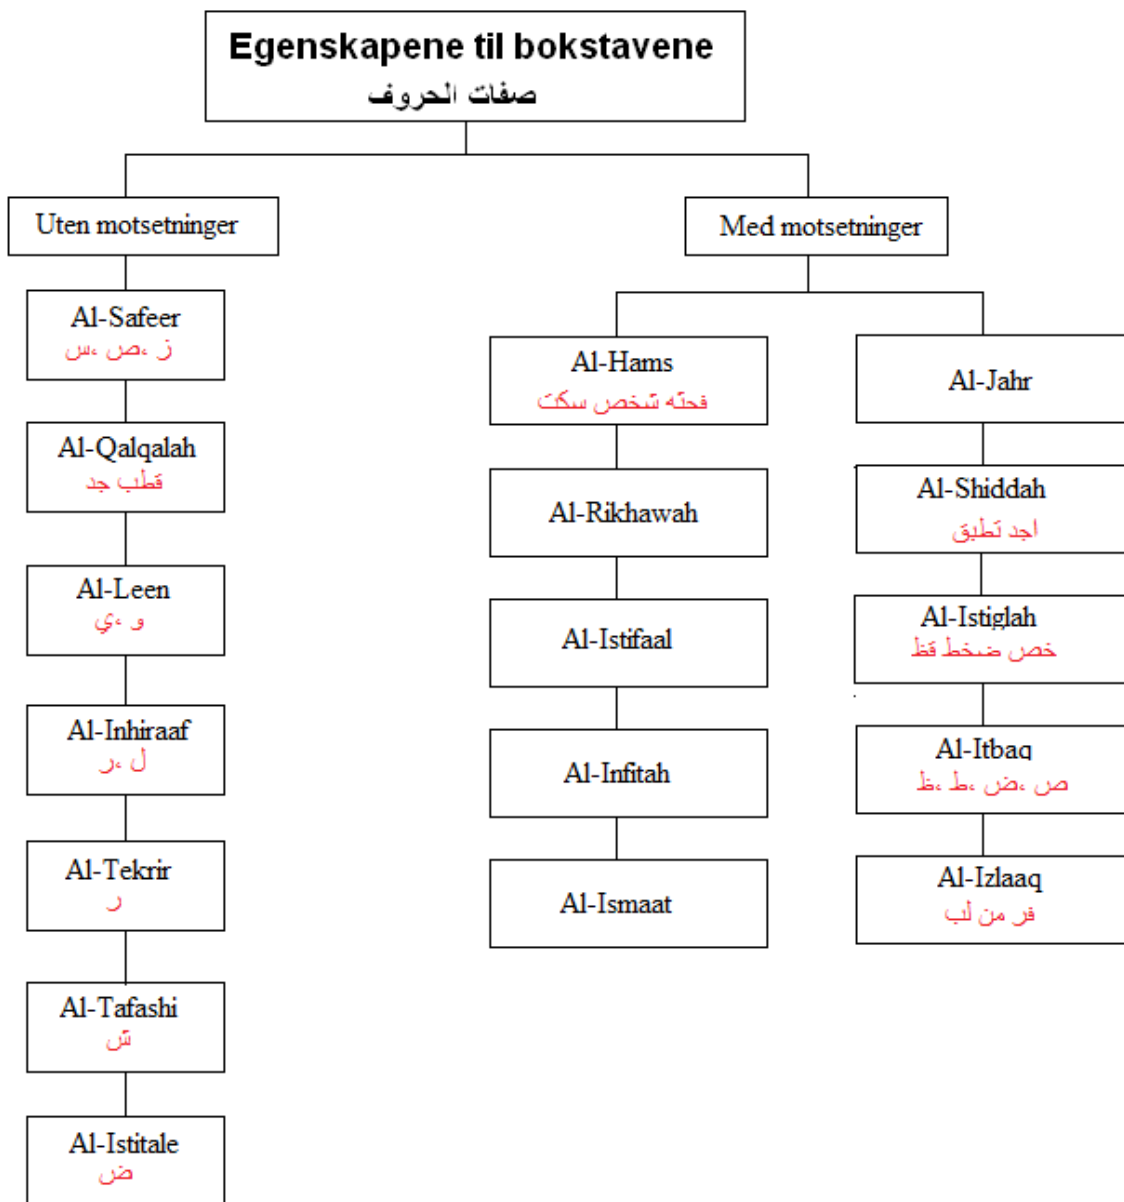 Egenskapene til bokstavene
صفات الحروف
Uten motsetninger
Med motsetninger
Al-Safeer
ز ،ص ،س
Al-Qalqalah
قطب جد
Al-Leen
و ،ي
Al-Inhiraaf
ل ،ر
Al-Tekrir
ر
Al-Tafashi
ش
Al-Istitale
ض
Al-Hams
فحثه شخص سكت
Al-Rikhawah
Al-Istifaal
Al-Infitah
Al-Ismaat
Al-Jahr
Al-Shiddah
اجد تطبق
Al-Istiglah
خص ضخط قظ
Al-Itbaq
ص ،ض ،ط ،ظ
Al-Izlaaq
فر من لب